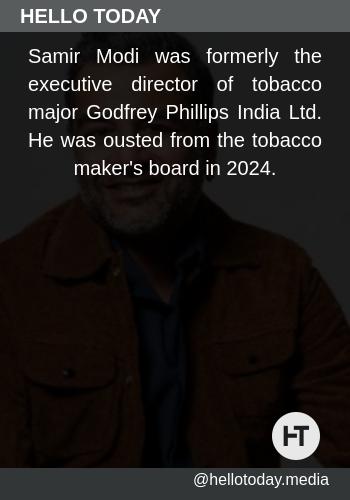 HELLO TODAY
Samir Modi was formerly the
executive director of tobacco
major Godfrey Phillips India Ltd.
He was ousted from the tobacco
maker's board in 2024.
HT
@hellotoday.media